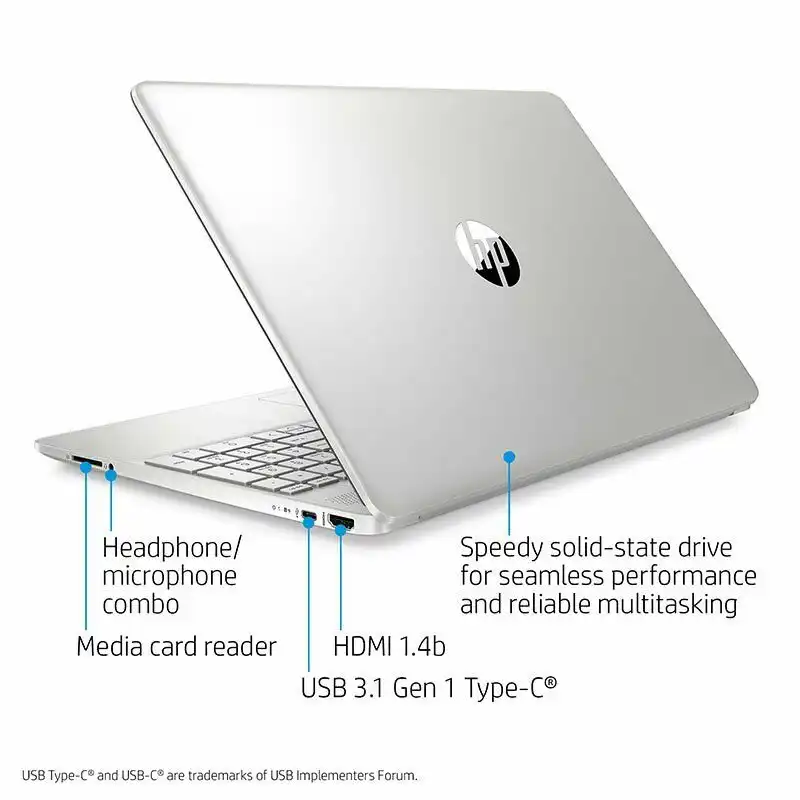 hp
Headphone/
microphone
combo
Media card reader
HDMI 1.4b
USB 3.1 Gen 1 Type-C®
Speedy solid-state drive
for seamless performance
and reliable multitasking
USB Type-C® and USB-C® are trademarks of USB Implementers Forum.